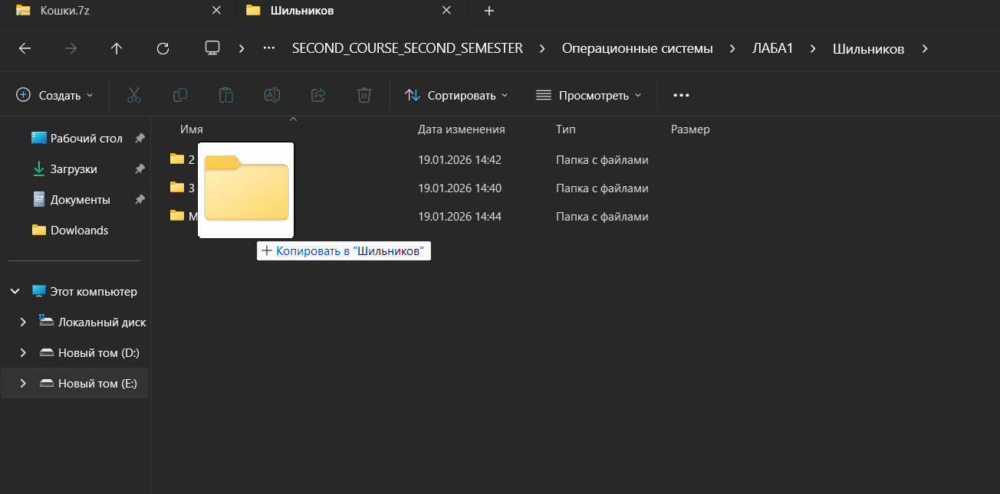 Кошки.7z
Шильников
SECOND_COURSE_SECOND_SEMESTER > Операционные системы > ЛАБА1 > Шильников >
Создать
Сортировать
Просмотреть
Имя Дата изменения Тип Размер
Рабочий стол
Загрузки
Документы
Dowloands
Этот компьютер
Локальный диск
Новый том (D:)
Новый том (E:)
2 19.01.2026 14:42 Папка с файлами
3 19.01.2026 14:40 Папка с файлами
19.01.2026 14:44 Папка с файлами
+ Копировать в "Шильников"